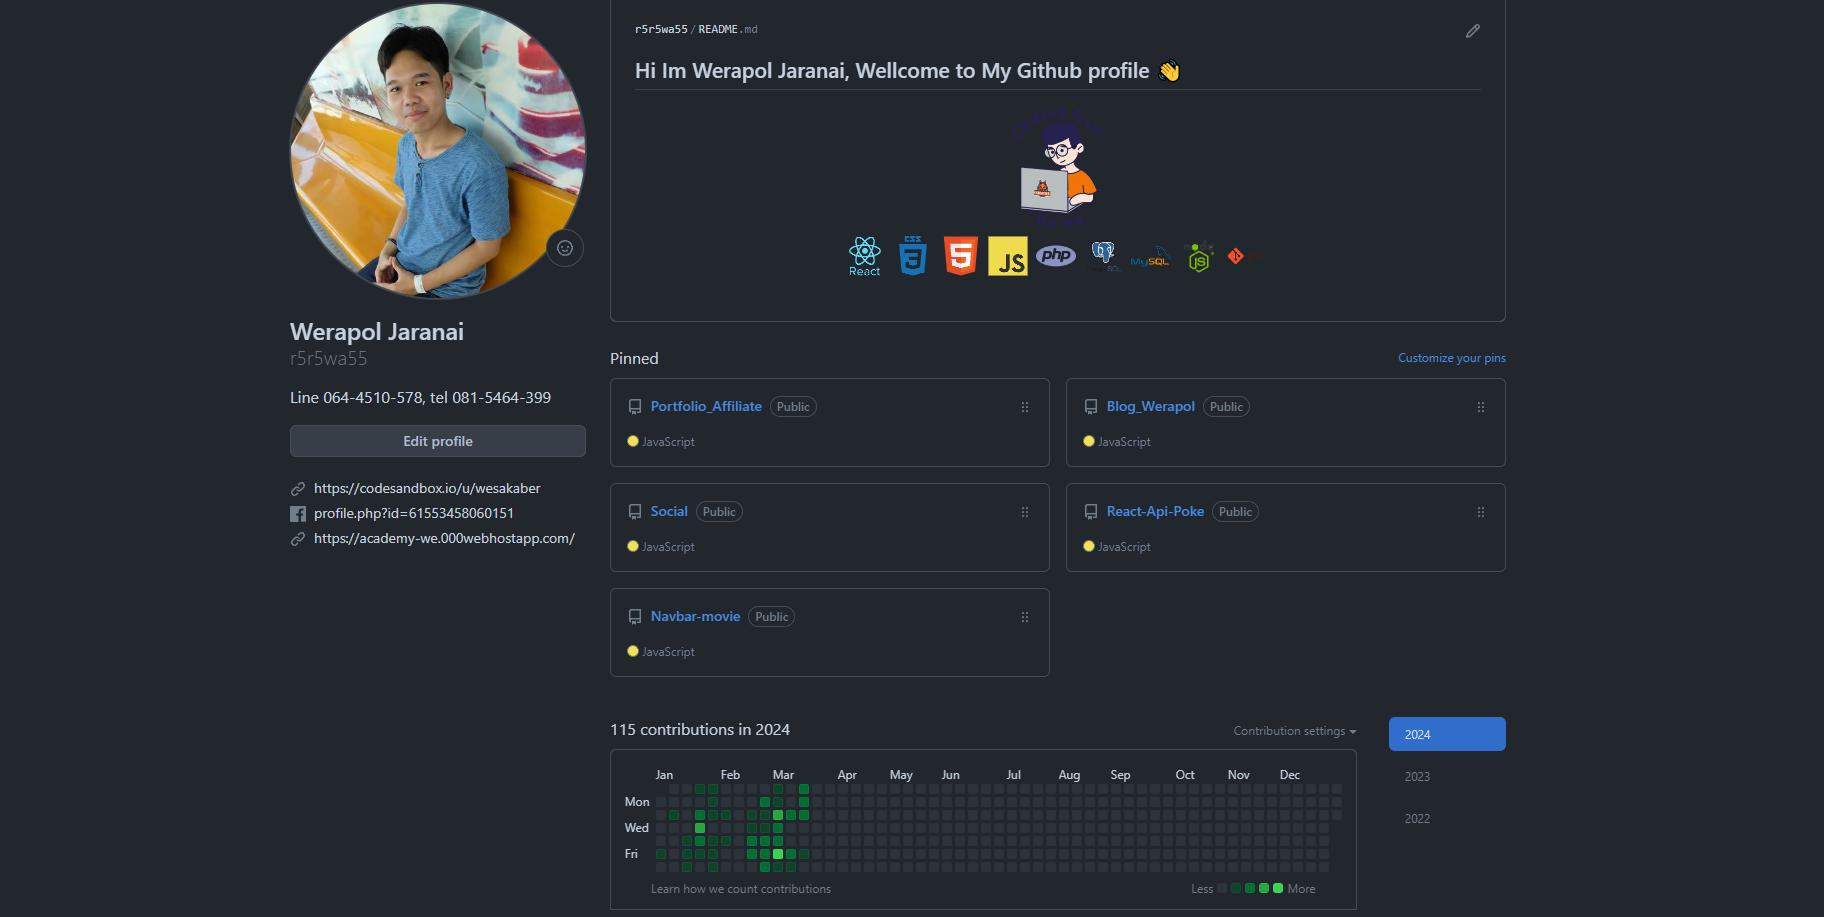 r5r5wa55/README.md
Hi Im Werapol Jaranai, Wellcome to My Github profile 👋
React
CSS
3
5
JS
php
MySQL
JS
Werapol Jaranai
r5r5wa55
Line 064-4510-578, tel 081-5464-399
Edit profile
https://codesandbox.io/u/wesakaber
profile.php?id=61553458060151
https://academy-we.000webhostapp.com/
Pinned
Customize your pins
Portfolio_Affiliate Public
JavaScript
Blog_Werapol Public
JavaScript
Social Public
JavaScript
React-Api-Poke Public
JavaScript
Navbar-movie Public
JavaScript
115 contributions in 2024
Contribution settings
Jan Feb Mar Apr May Jun Jul Aug Sep Oct Nov Dec
Mon
Wed
Fri
Learn how we count contributions
Less More
2024
2023
2022